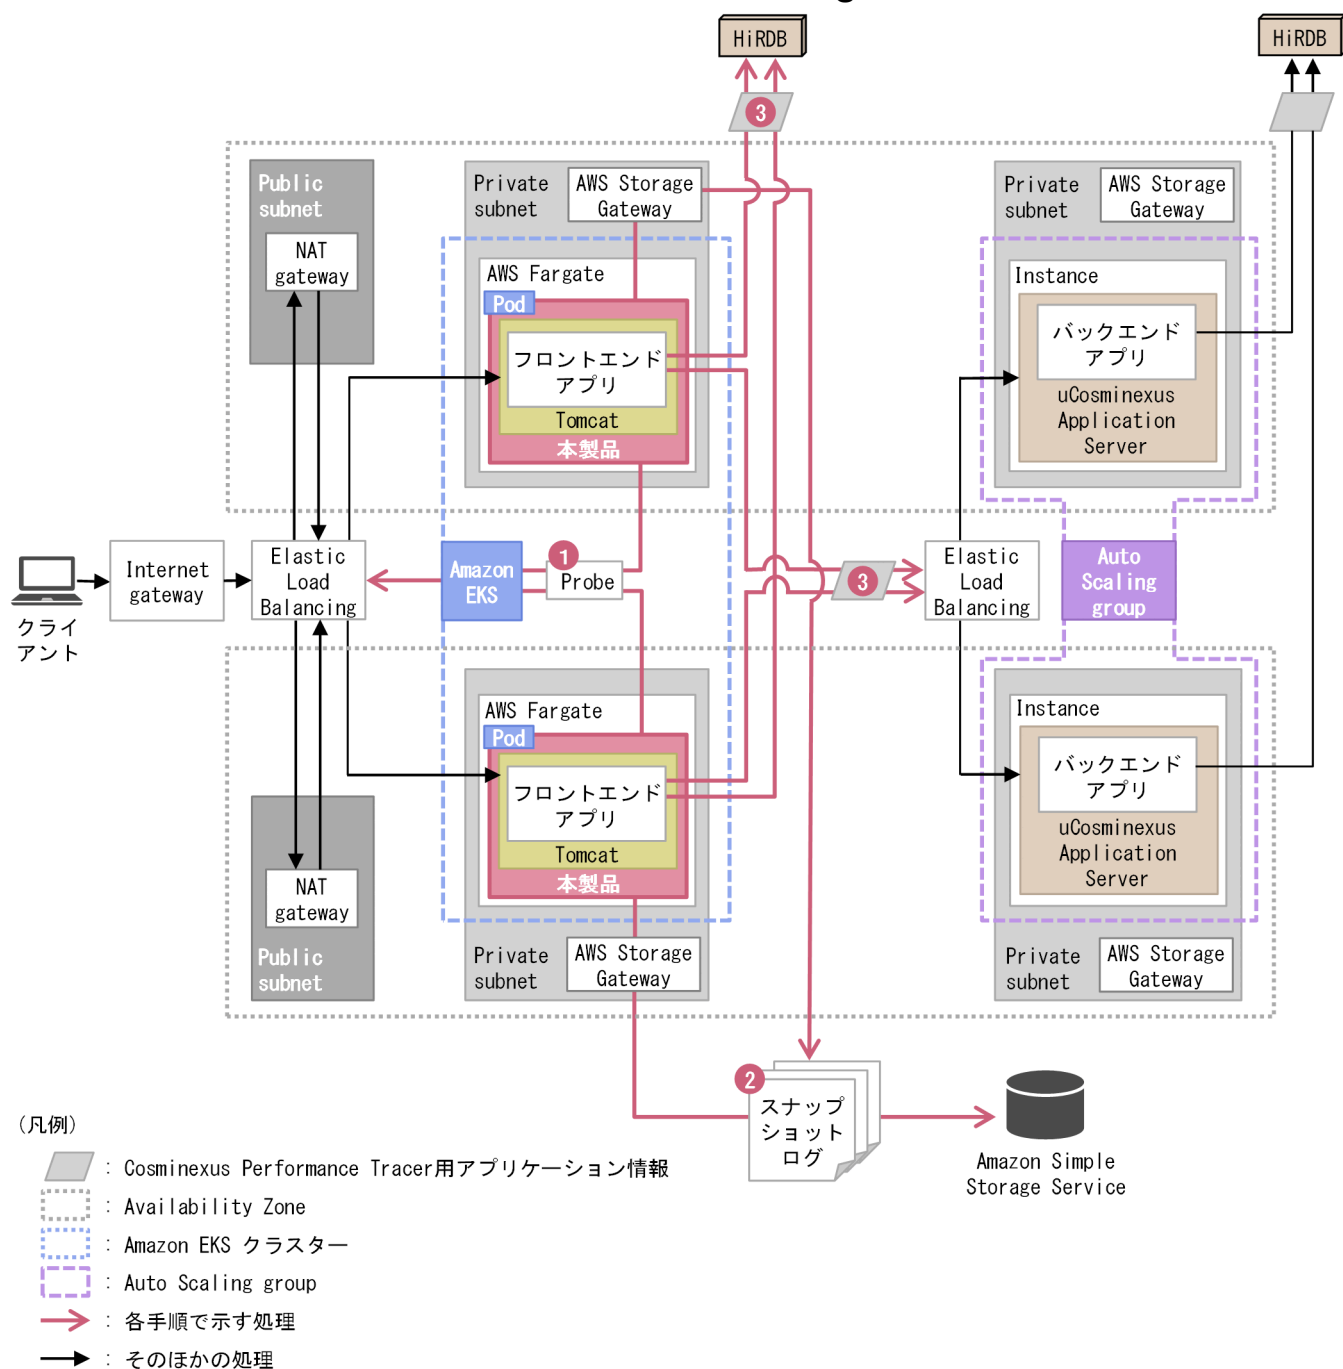 g
HiRDB
HiRDB
3
Public
subnet
NAT
gateway
Private
subnet
AWS Storage
Gateway
AWS Fargate
Pod
フロントエンド
アプリ
Tomcat
本製品
Private
subnet
AWS Storage
Gateway
Instance
バックエンド
アプリ
uCosminexus
Application
Server
クライ
アント
Internet
gateway
Elastic
Load
Balancing
Amazon
EKS
1
Probe
3
Elastic
Load
Balancing
Auto
Scaling
group
NAT
gateway
Public
subnet
AWS Fargate
Pod
フロントエンド
アプリ
Tomcat
本製品
Private
subnet
AWS Storage
Gateway
Instance
バックエンド
アプリ
uCosminexus
Application
Server
Private
subnet
AWS Storage
Gateway
2
スナップ
ショット
ログ
Amazon Simple
Storage Service
(凡例)
: Cosminexus Performance Tracer用アプリケーション情報
: Availability Zone
: Amazon EKS クラスター
: Auto Scaling group
: 各手順で示す処理
: そのほかの処理